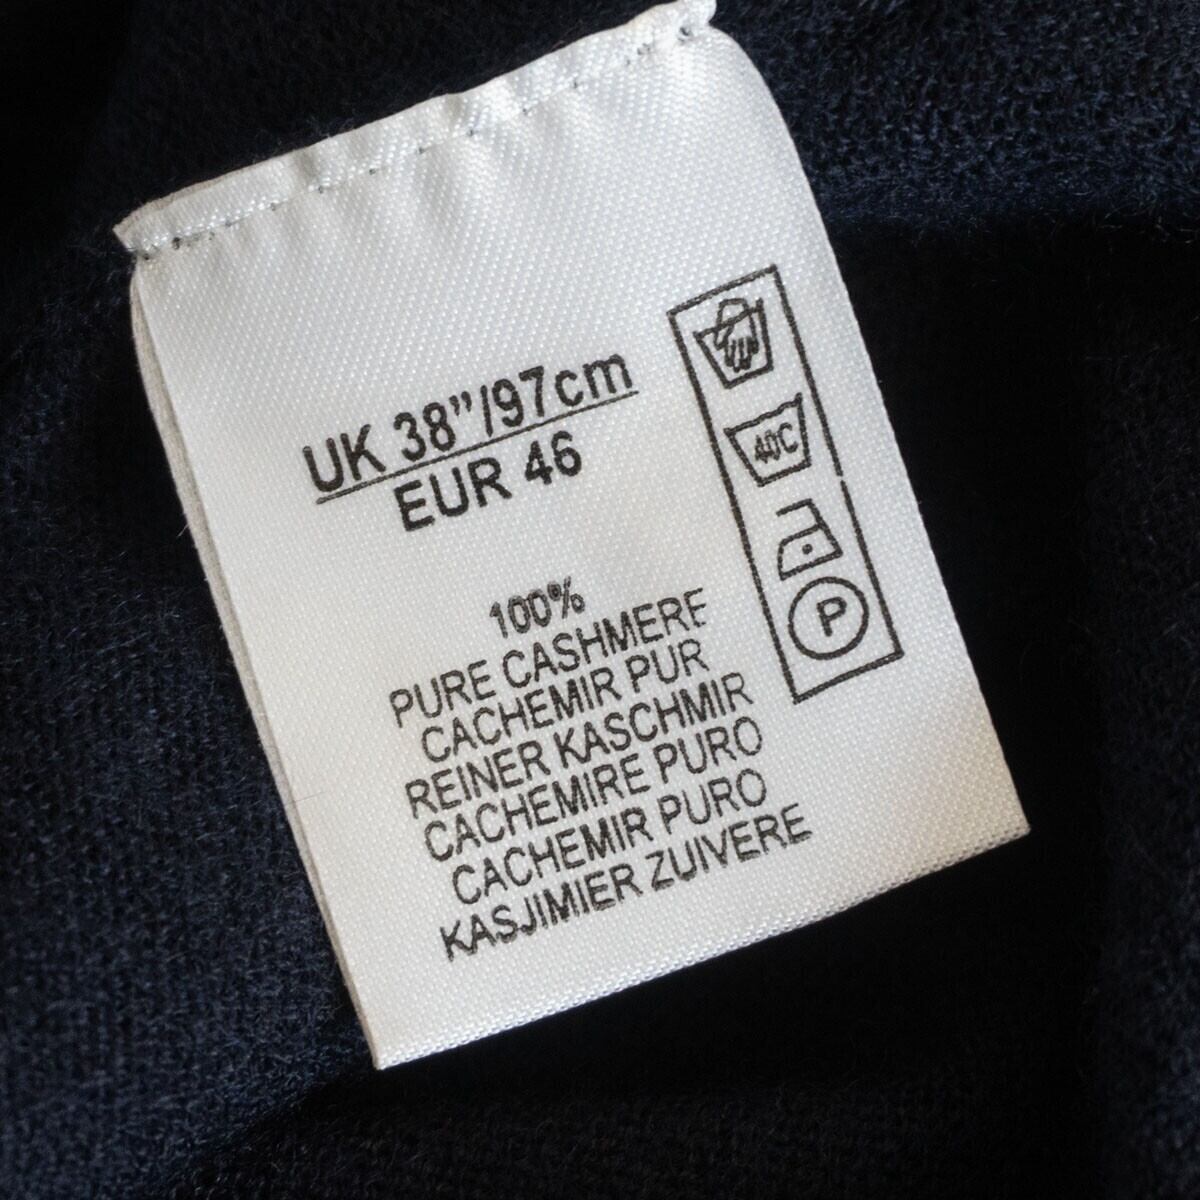 UK 38”/97cm
EUR 46
100%
PURE CASHMERE
CACHEMIR PUR
REINER KASCHMIR
CACHEMIRE PURO
CACHEMIR PURO
KASJIMIER ZUIVERE
40C
P